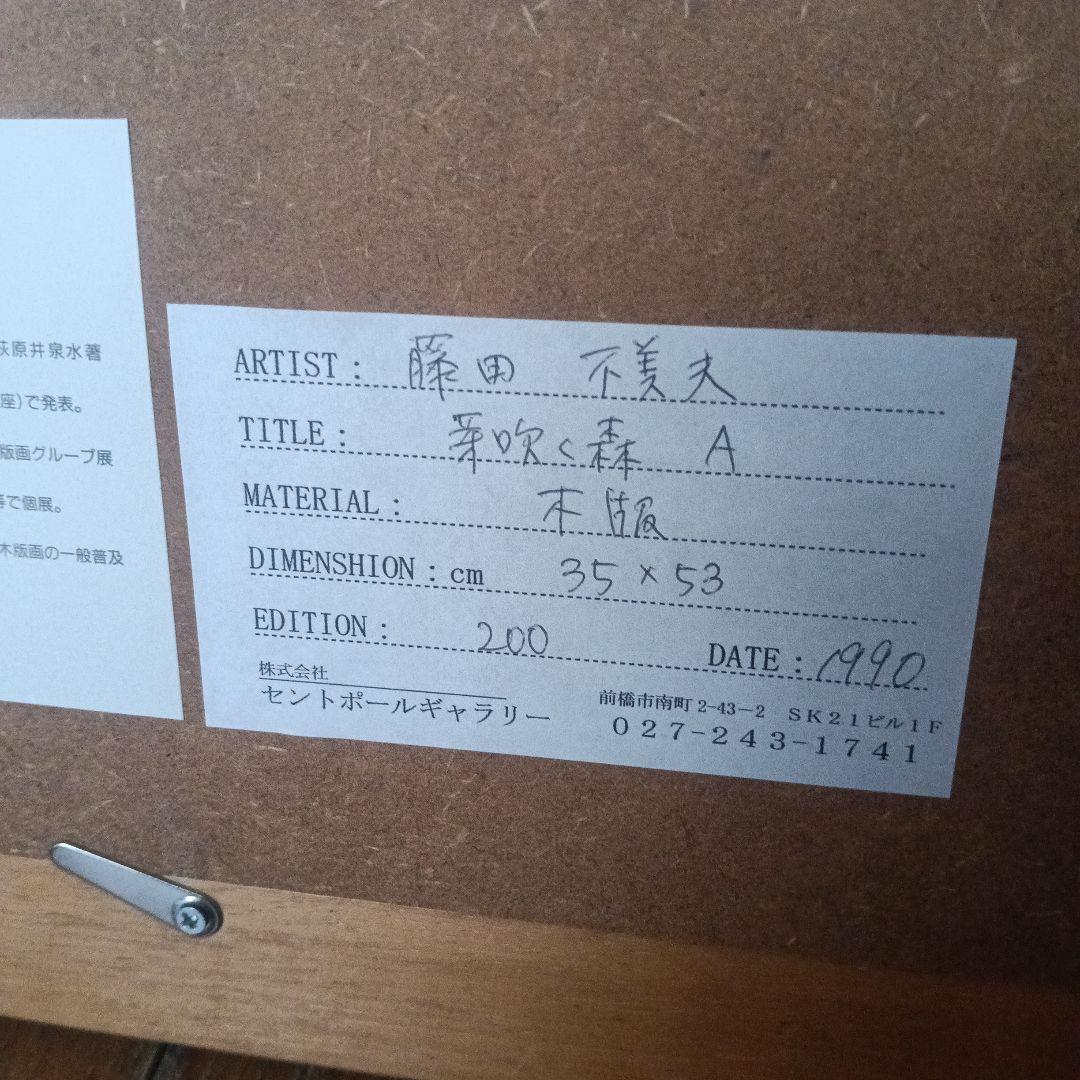 荻原井泉水著
座)で発表。
版画グループ展
等で個展。
木版画の一般普及
ARTIST : 藤田 不美夫
TITLE : 芽吹く森 A
MATERIAL : 木版
DIMENSHION : cm 35 × 53
EDITION : 200 DATE : 1990
株式会社
セントポールギャラリー
前橋市南町2-43-2 SK21ビル1F
027-243-1741